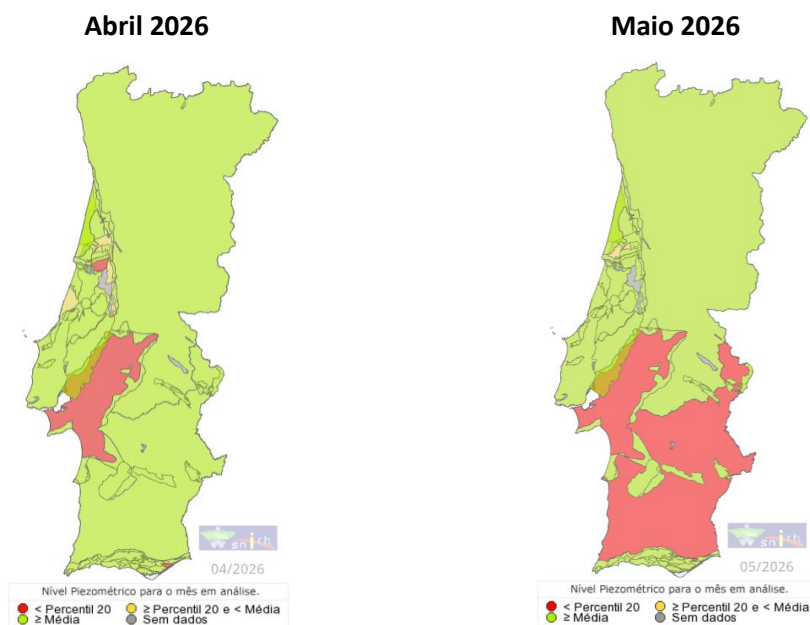 Abril 2026
Maio 2026
snirh
04/2026
snirh
05/2026
Nível Piezométrico para o mês em análise.
< Percentil 20
≥ Percentil 20 e < Média
≥ Média
Sem dados
Nível Piezométrico para o mês em análise.
< Percentil 20
≥ Percentil 20 e < Média
≥ Média
Sem dados